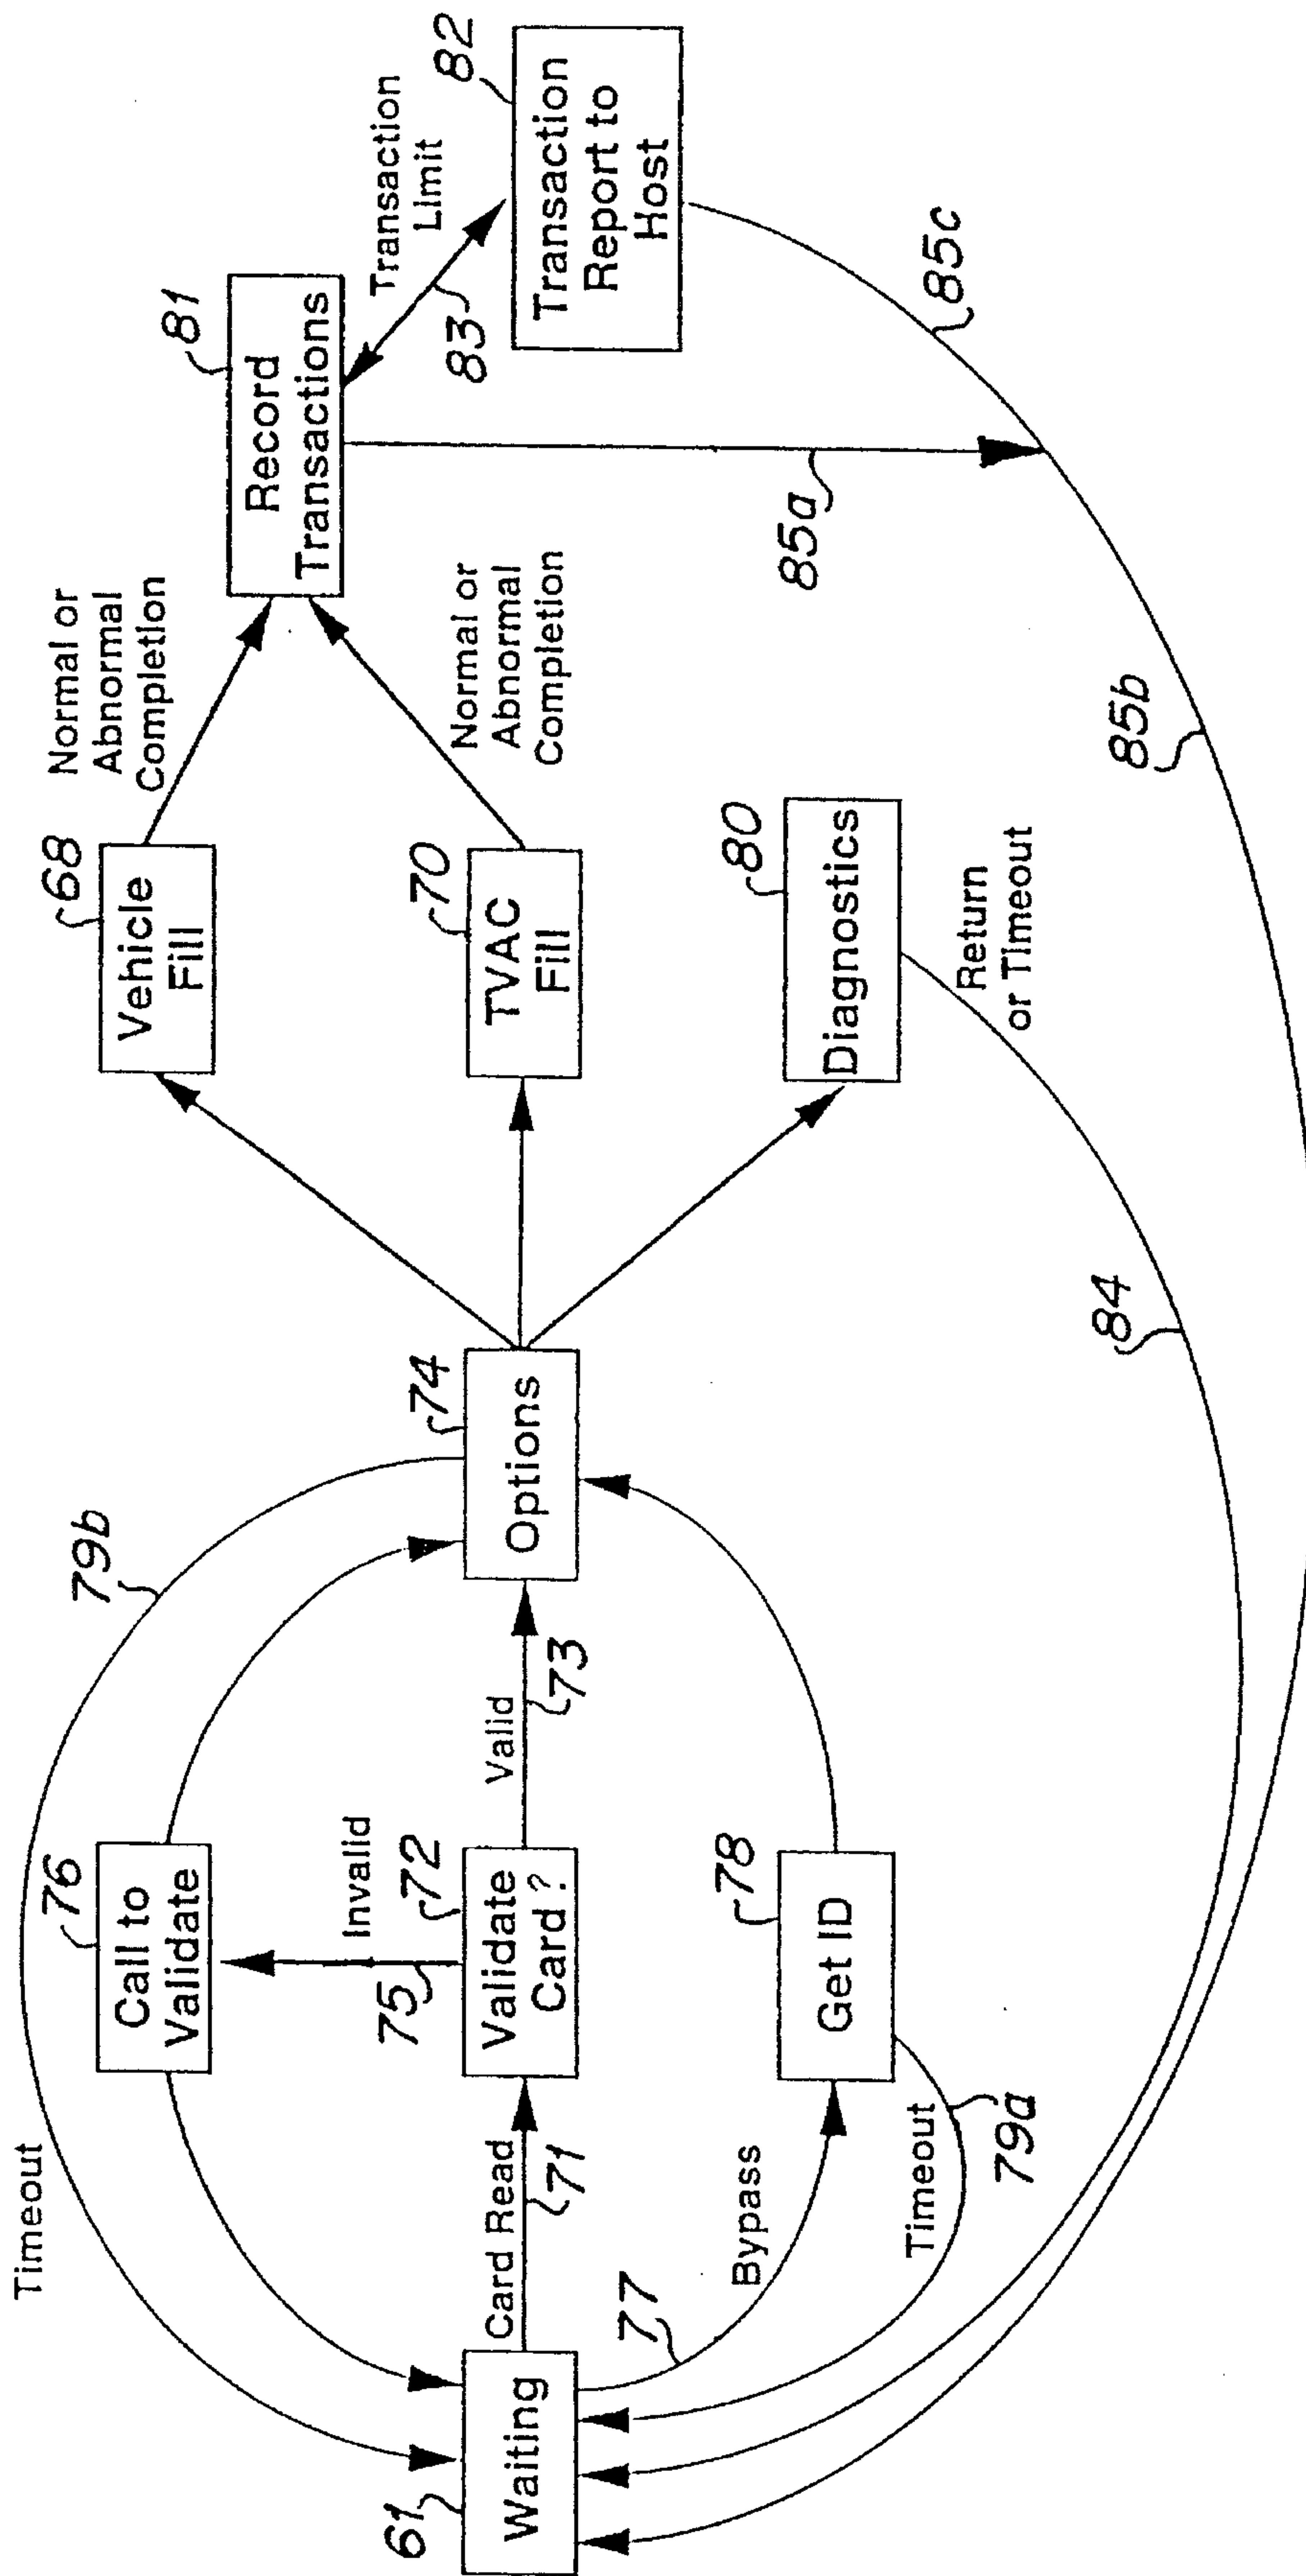 Timeout
79b
76
Call to
Validate
Invalid
75
61
Waiting
Card Read
71
72
Validate
Card?
Valid
73
74
Options
77
Bypass
78
Get ID
Timeout
79a
68
Vehicle
Fill
Normal or
Abnormal
Completion
70
TVAC
Fill
Normal or
Abnormal
Completion
80
Diagnostics
Return
or Timeout
84
81
Record
Transactions
Transaction
Limit
83
82
Transaction
Report to
Host
85a
85b
85c